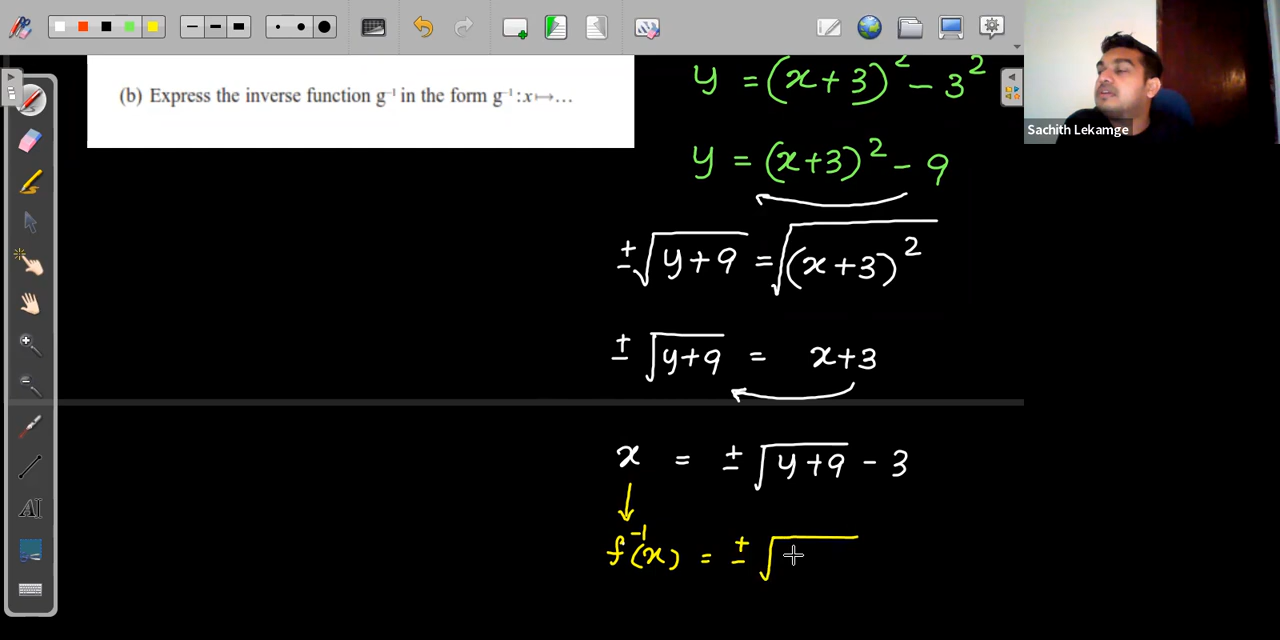 (b) Express the inverse function g⁻¹ in the form g⁻¹ : x ↦ ...
Sachith Lekamge
y = (x+3)² - 3²
y = (x+3)² - 9
±√(y+9) = √((x+3)²)
±√(y+9) = x+3
x = ±√(y+9) - 3
f⁻¹(x) = ±√